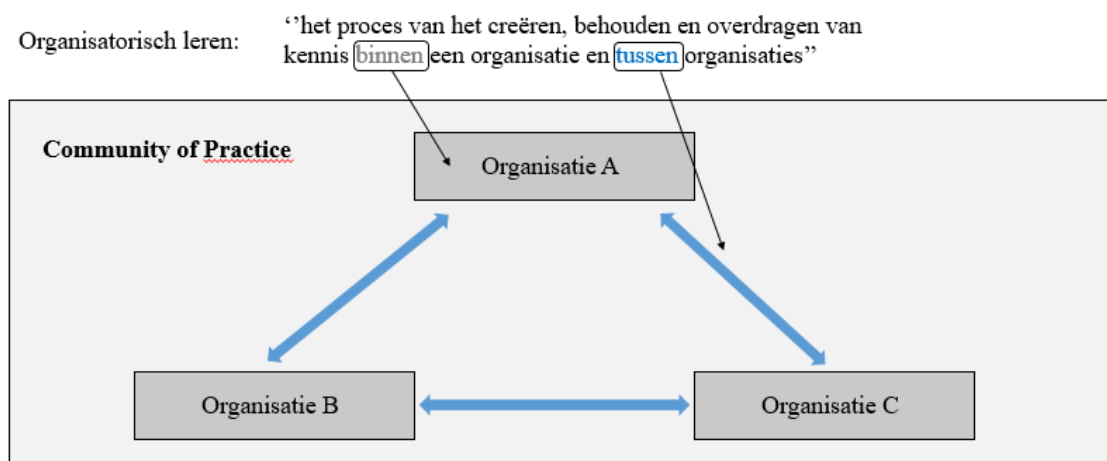 Organisatorisch leren:
‘’het proces van het creëren, behouden en overdragen van
kennis binnen een organisatie en tussen organisaties’’
Community of Practice
Organisatie A
Organisatie B
Organisatie C